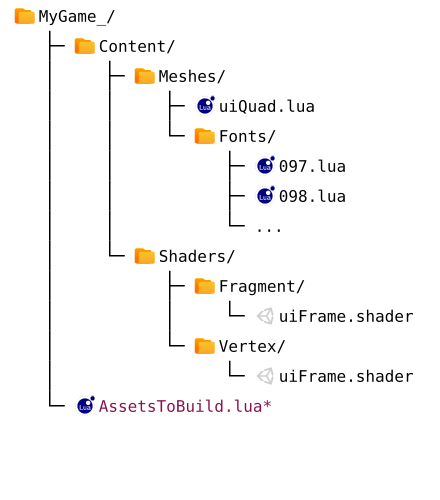 MyGame_/
Content/
Meshes/
uiQuad.lua
Fonts/
097.lua
098.lua
...
Shaders/
Fragment/
uiFrame.shader
Vertex/
uiFrame.shader
AssetsToBuild.lua*